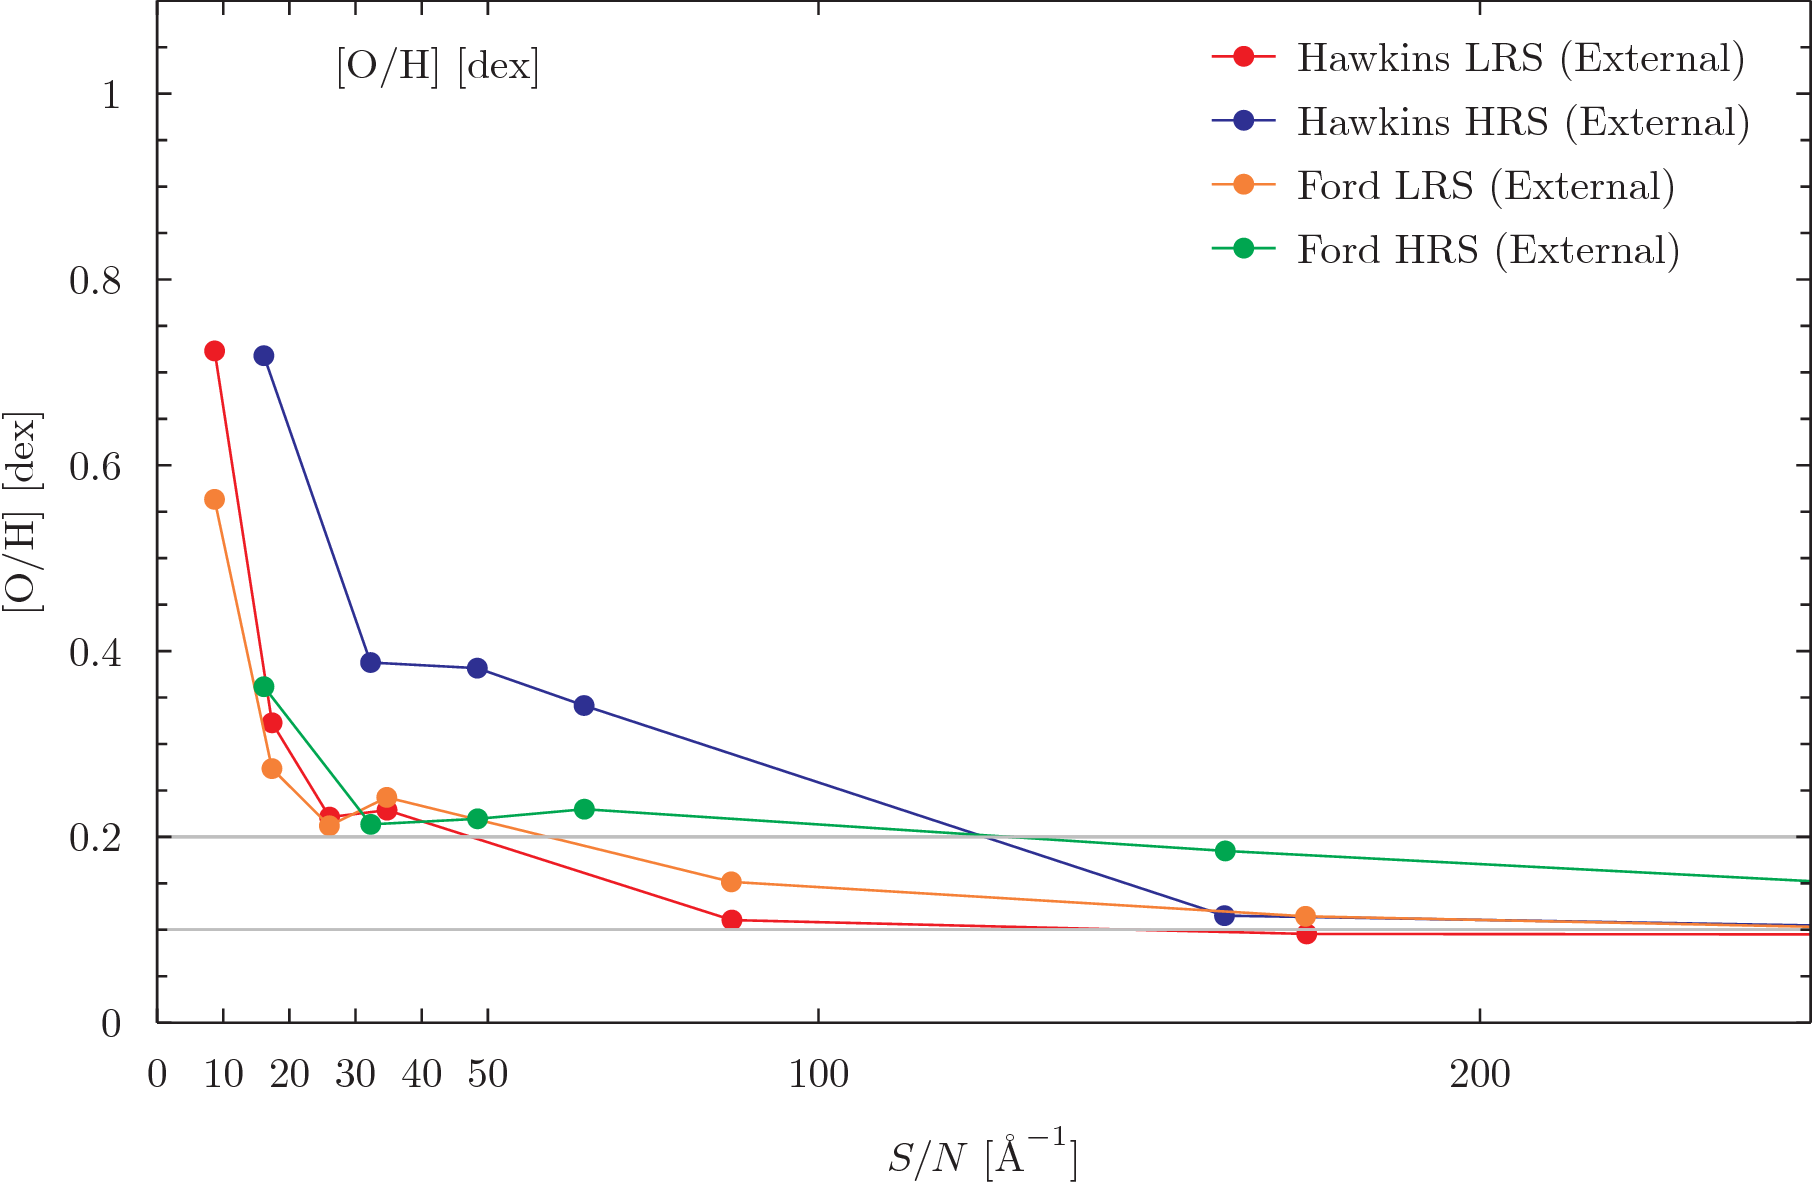 [O/H] [dex]
Hawkins LRS (External)
Hawkins HRS (External)
Ford LRS (External)
Ford HRS (External)
[O/H] [dex]
1
0.8
0.6
0.4
0.2
0
0 10 20 30 40 50 100 200
S/N [Å⁻¹]